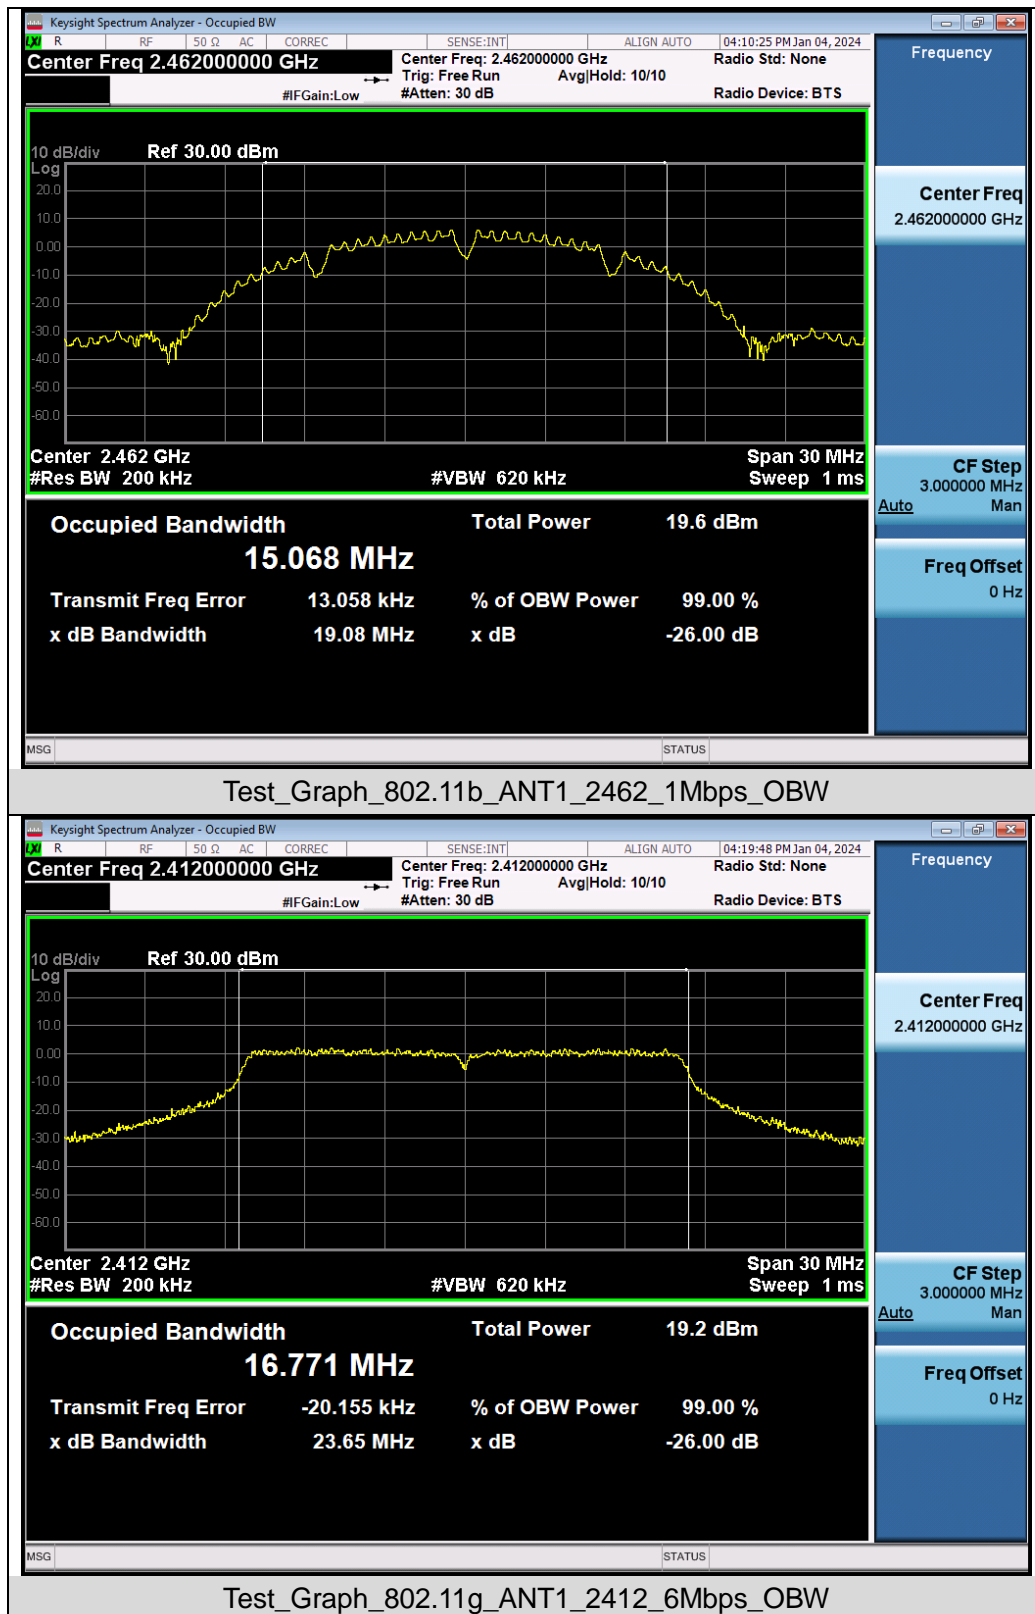 Keysight Spectrum Analyzer - Occupied BW
LXI R RF 50 Ω AC CORREC SENSE:INT ALIGN AUTO 04:10:25 PM Jan 04, 2024
Center Freq 2.462000000 GHz
Center Freq: 2.462000000 GHz
Radio Std: None
Trig: Free Run Avg|Hold: 10/10
#IFGain:Low
#Atten: 30 dB
Radio Device: BTS
10 dB/div Ref 30.00 dBm
Log
20.0
10.0
0.00
-10.0
-20.0
-30.0
-40.0
-50.0
-60.0
Center 2.462 GHz Span 30 MHz
#Res BW 200 kHz #VBW 620 kHz Sweep 1 ms
Occupied Bandwidth Total Power 19.6 dBm
15.068 MHz
Transmit Freq Error 13.058 kHz % of OBW Power 99.00 %
x dB Bandwidth 19.08 MHz x dB -26.00 dB
MSG STATUS
Frequency
Center Freq
2.462000000 GHz
CF Step
3.000000 MHz
Auto Man
Freq Offset
0 Hz
Test_Graph_802.11b_ANT1_2462_1Mbps_OBW
Keysight Spectrum Analyzer - Occupied BW
LXI R RF 50 Ω AC CORREC SENSE:INT ALIGN AUTO 04:19:48 PM Jan 04, 2024
Center Freq 2.412000000 GHz
Center Freq: 2.412000000 GHz
Radio Std: None
Trig: Free Run Avg|Hold: 10/10
#IFGain:Low
#Atten: 30 dB
Radio Device: BTS
10 dB/div Ref 30.00 dBm
Log
20.0
10.0
0.00
-10.0
-20.0
-30.0
-40.0
-50.0
-60.0
Center 2.412 GHz Span 30 MHz
#Res BW 200 kHz #VBW 620 kHz Sweep 1 ms
Occupied Bandwidth Total Power 19.2 dBm
16.771 MHz
Transmit Freq Error -20.155 kHz % of OBW Power 99.00 %
x dB Bandwidth 23.65 MHz x dB -26.00 dB
MSG STATUS
Frequency
Center Freq
2.412000000 GHz
CF Step
3.000000 MHz
Auto Man
Freq Offset
0 Hz
Test_Graph_802.11g_ANT1_2412_6Mbps_OBW